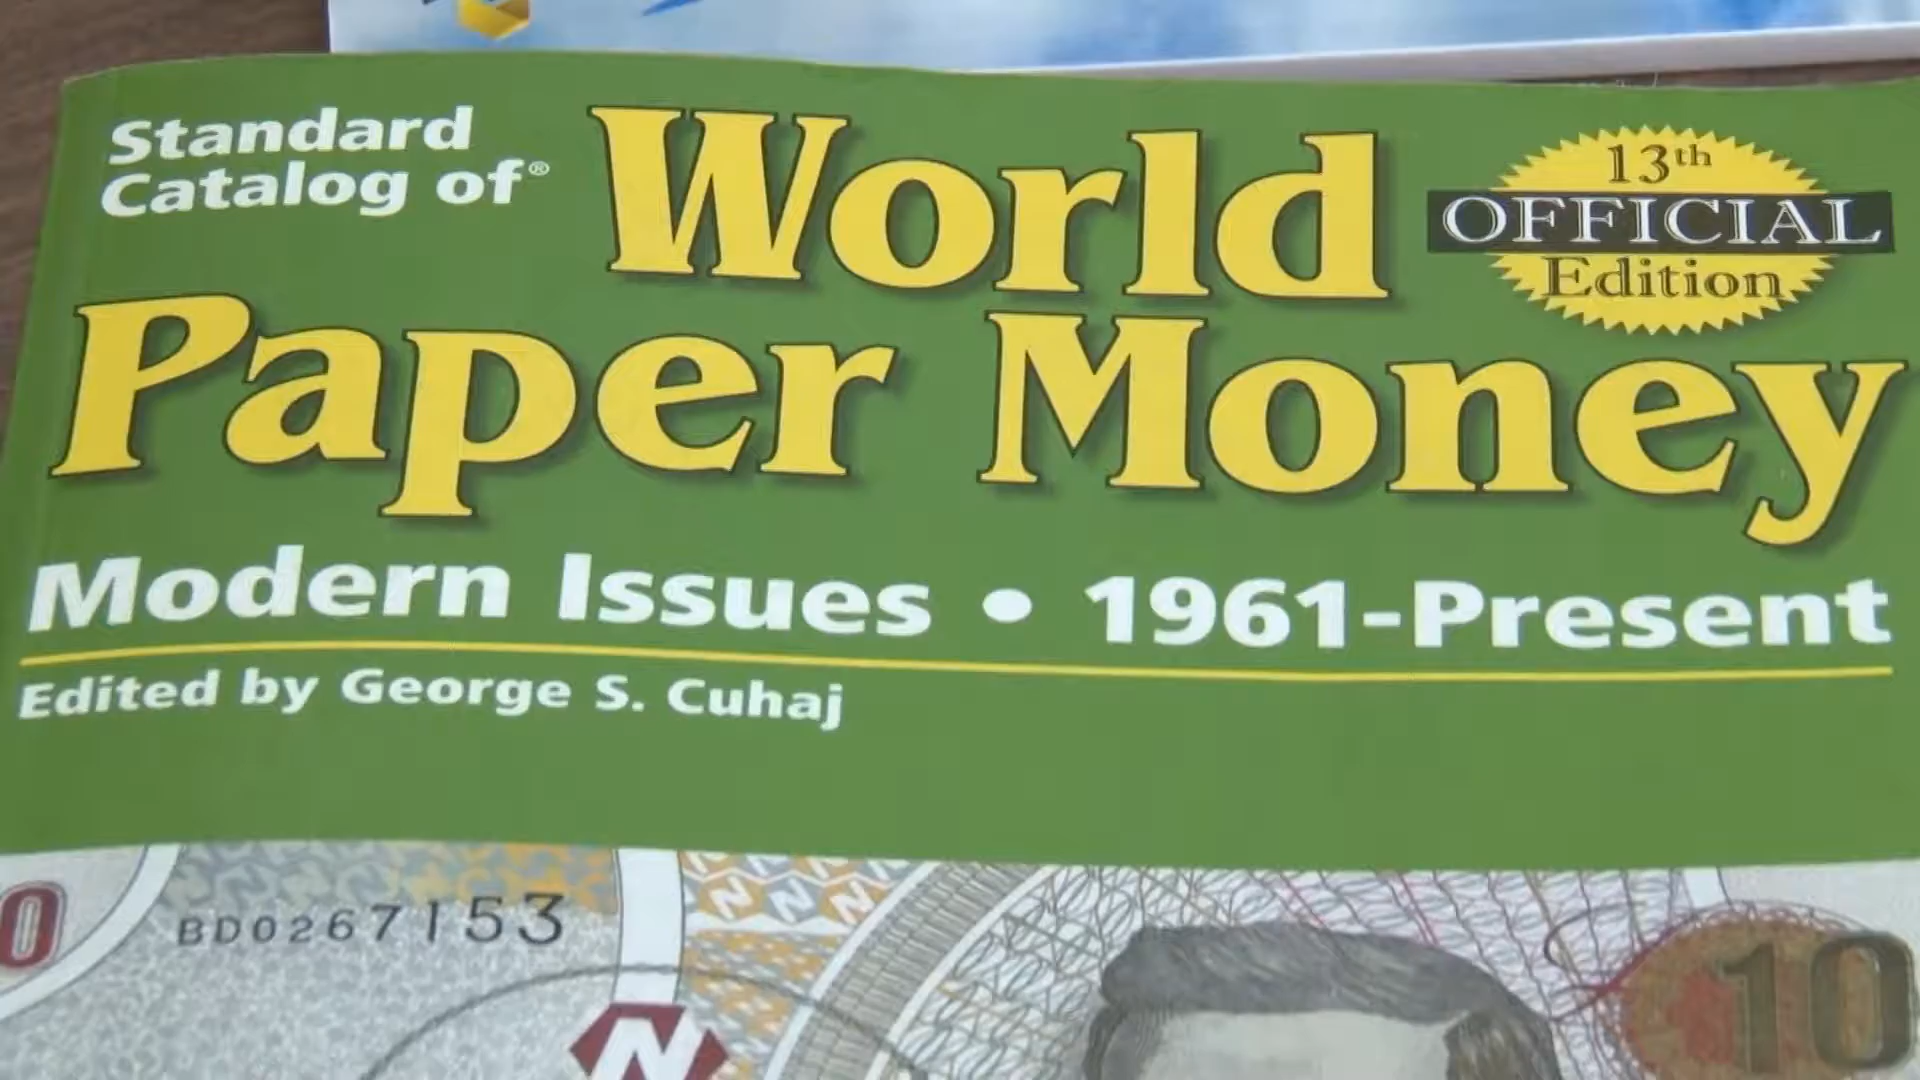 Standard
Catalog of®
World
13th
OFFICIAL
Edition
Paper Money
Modern Issues • 1961-Present
Edited by George S. Cuhaj
0
BD0267153
N
10